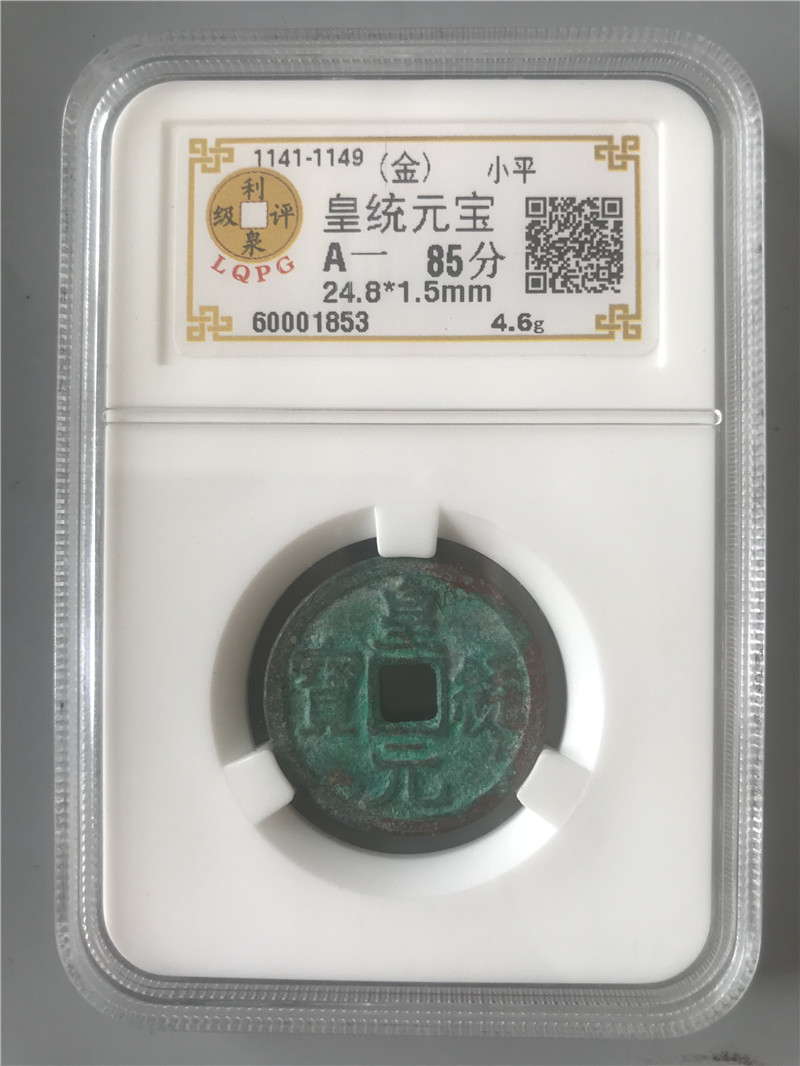 1141-1149 (金) 小平
利泉评级
LQPG
皇统元宝
A一 85分
24.8*1.5mm
60001853 4.6g
皇統元寶